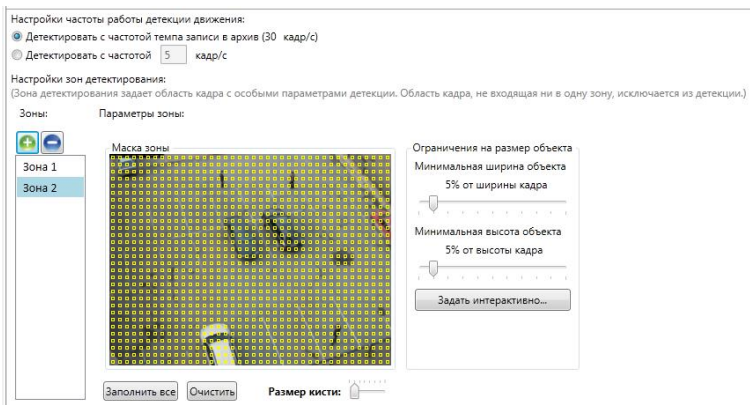 Настройки частоты работы детекции движения:
Детектировать с частотой темпа записи в архив (30 кадр/с)
Детектировать с частотой 5 кадр/с
Настройки зон детектирования:
(Зона детектирования задает область кадра с особыми параметрами детекции. Область кадра, не входящая ни в одну зону, исключается из детекции.)
Зоны:
Параметры зоны:
Зона 1
Зона 2
Маска зоны
Ограничения на размер объекта
Минимальная ширина объекта
5% от ширины кадра
Минимальная высота объекта
5% от высоты кадра
Задать интерактивно...
Заполнить все
Очистить
Размер кисти: